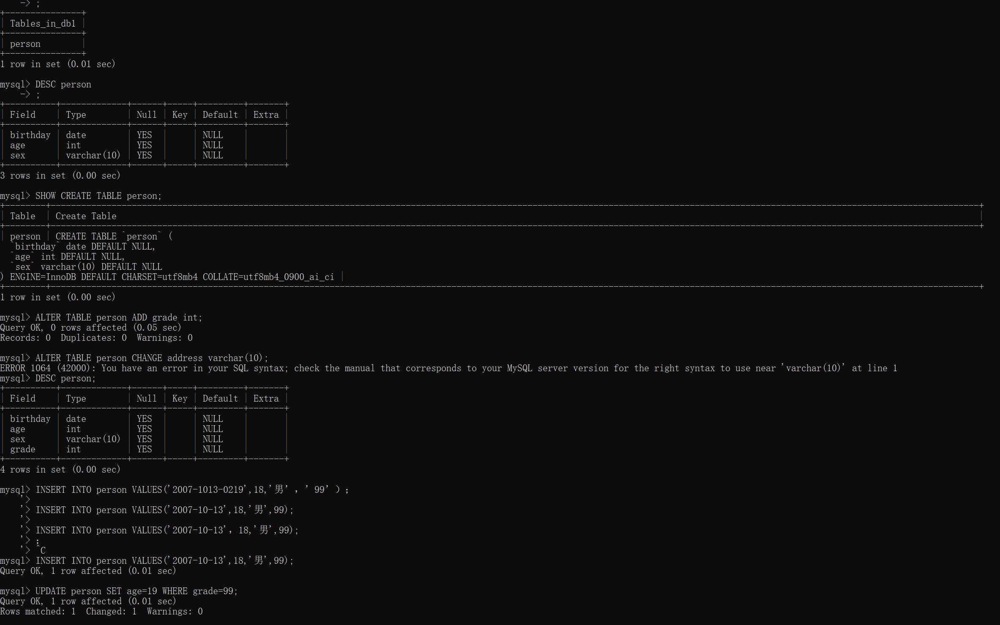 -> ;
+---------------+
| Tables_in_db1 |
+---------------+
| person        |
+---------------+
1 row in set (0.01 sec)

mysql> DESC person
    -> ;
+----------+-------------+------+-----+---------+-------+
| Field    | Type        | Null | Key | Default | Extra |
+----------+-------------+------+-----+---------+-------+
| birthday | date        | YES  |     | NULL    |       |
| age      | int         | YES  |     | NULL    |       |
| sex      | varchar(10) | YES  |     | NULL    |       |
+----------+-------------+------+-----+---------+-------+
3 rows in set (0.00 sec)

mysql> SHOW CREATE TABLE person;
| Table  | Create Table |
| person | CREATE TABLE `person` (
  `birthday` date DEFAULT NULL,
  `age` int DEFAULT NULL,
  `sex` varchar(10) DEFAULT NULL
) ENGINE=InnoDB DEFAULT CHARSET=utf8mb4 COLLATE=utf8mb4_0900_ai_ci |
1 row in set (0.00 sec)

mysql> ALTER TABLE person ADD grade int;
Query OK, 0 rows affected (0.05 sec)
Records: 0  Duplicates: 0  Warnings: 0

mysql> ALTER TABLE person CHANGE address varchar(10);
ERROR 1064 (42000): You have an error in your SQL syntax; check the manual that corresponds to your MySQL server version for the right syntax to use near 'varchar(10)' at line 1
mysql> DESC person;
+----------+-------------+------+-----+---------+-------+
| Field    | Type        | Null | Key | Default | Extra |
+----------+-------------+------+-----+---------+-------+
| birthday | date        | YES  |     | NULL    |       |
| age      | int         | YES  |     | NULL    |       |
| sex      | varchar(10) | YES  |     | NULL    |       |
| grade    | int         | YES  |     | NULL    |       |
+----------+-------------+------+-----+---------+-------+
4 rows in set (0.00 sec)

mysql> INSERT INTO person VALUES('2007-1013-0219',18,'男’，’99’）；
    '>
    '> INSERT INTO person VALUES('2007-10-13',18,'男',99);
    '>
    '> INSERT INTO person VALUES('2007-10-13'，18,'男',99);
    '> ；
    '> ^C
mysql> INSERT INTO person VALUES('2007-10-13',18,'男',99);
Query OK, 1 row affected (0.01 sec)

mysql> UPDATE person SET age=19 WHERE grade=99;
Query OK, 1 row affected (0.01 sec)
Rows matched: 1  Changed: 1  Warnings: 0